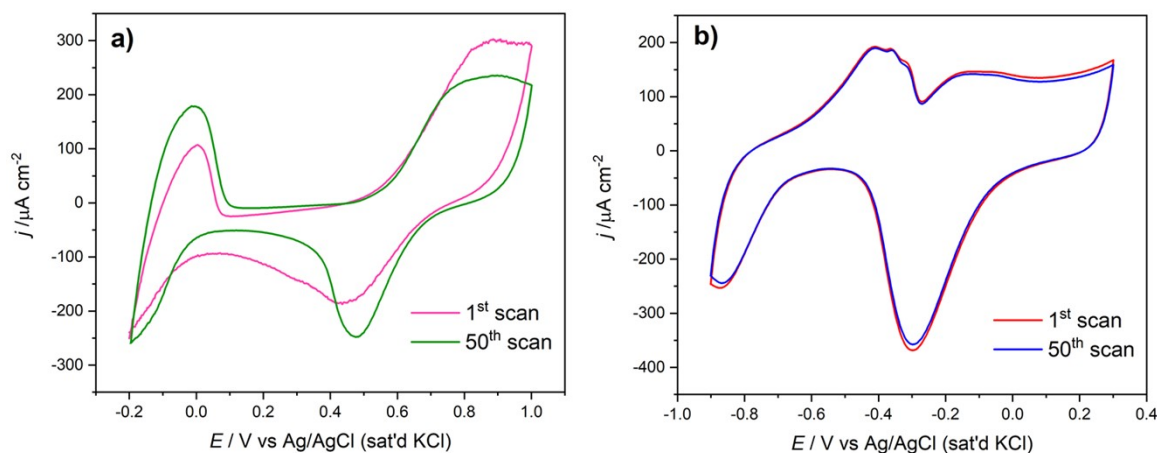 a)
300
200
100
0
-100
-200
-300
j /µA cm-2
1st scan
50th scan
-0.2 0.0 0.2 0.4 0.6 0.8 1.0
E / V vs Ag/AgCl (sat'd KCl)
b)
200
100
0
-100
-200
-300
-400
j /µA cm-2
1st scan
50th scan
-1.0 -0.8 -0.6 -0.4 -0.2 0.0 0.2 0.4
E / V vs Ag/AgCl (sat'd KCl)